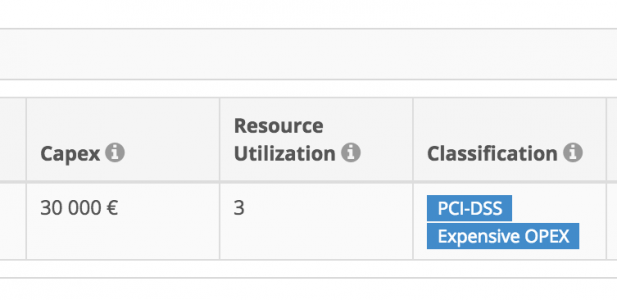 Capex
Resource
Utilization
Classification
30 000 €
3
PCI-DSS
Expensive OPEX